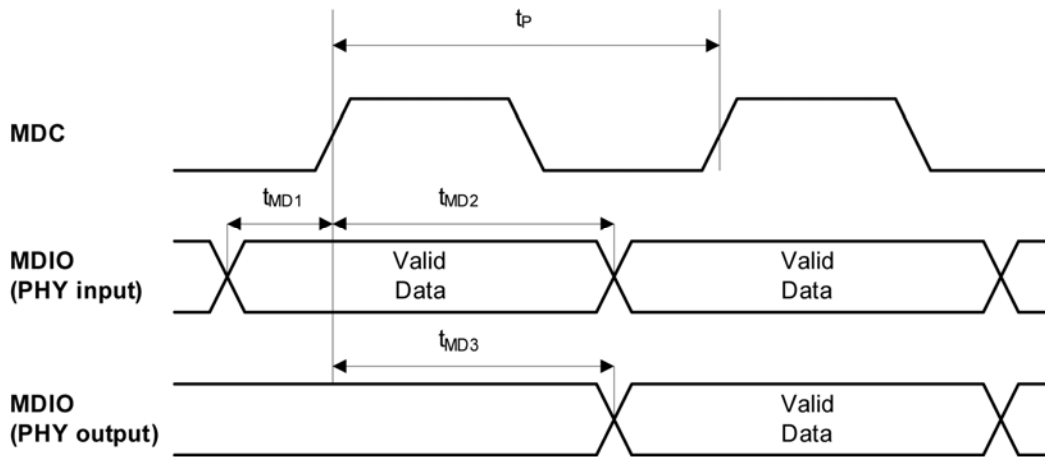 tP
MDC
tMD1
tMD2
MDIO
(PHY input)
Valid
Data
Valid
Data
tMD3
MDIO
(PHY output)
Valid
Data